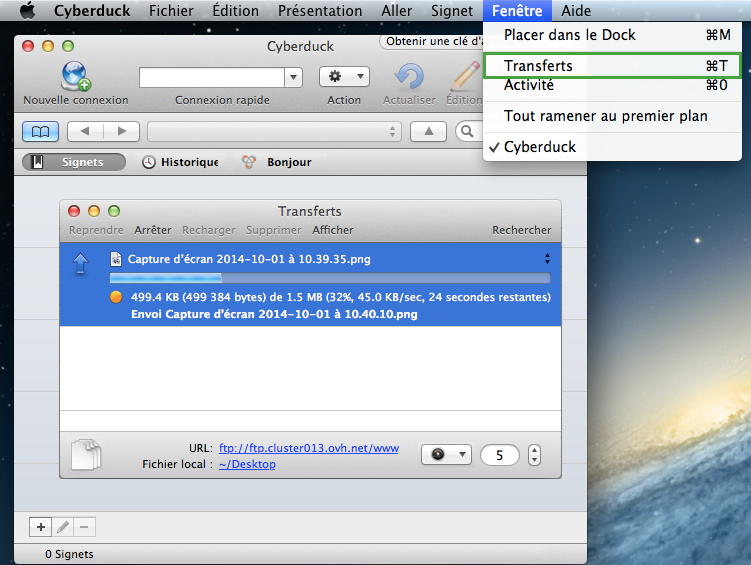 Cyberduck Fichier Édition Présentation Aller Signet Fenêtre Aide
Placer dans le Dock ⌘M
Transferts ⌘T
Activité ⌘0
Tout ramener au premier plan
✓ Cyberduck
Cyberduck
Obtenir une clé d'a
Nouvelle connexion Connexion rapide Action Actualiser Édition
Signets Historique Bonjour
Transferts
Reprendre Arrêter Recharger Supprimer Afficher Rechercher
Capture d'écran 2014-10-01 à 10.39.35.png
499.4 KB (499 384 bytes) de 1.5 MB (32%, 45.0 KB/sec, 24 secondes restantes)
Envoi Capture d'écran 2014-10-01 à 10.40.10.png
URL: ftp://ftp.cluster013.ovh.net/www
Fichier local : ~/Desktop
5
0 Signets